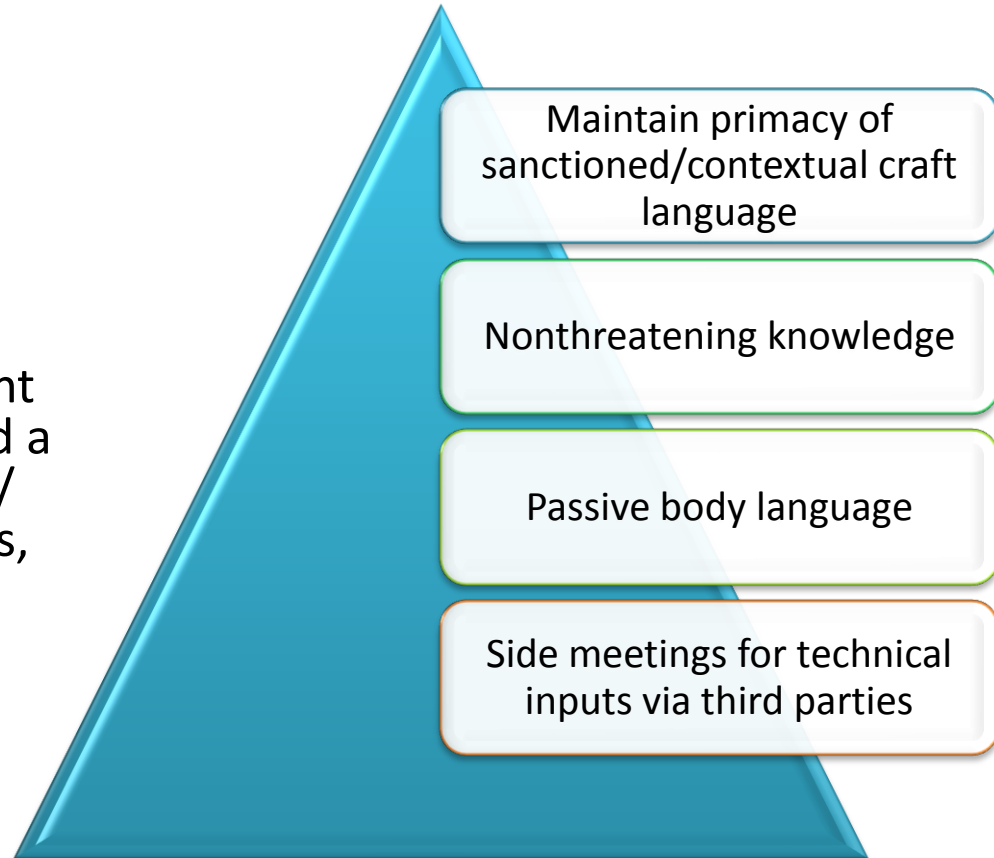 Maintain primacy of
sanctioned/contextual craft
language
Nonthreatening knowledge
nt
d a
/
s,
Passive body language
Side meetings for technical
inputs via third parties